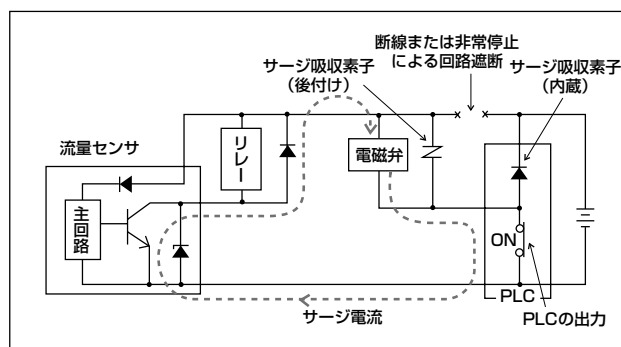 断線または非常停止
による回路遮断
サージ吸収素子
（後付け）
サージ吸収素子
（内蔵）
流量センサ
リレー
電磁弁
主回路
ON
PLC
サージ電流
PLCの出力